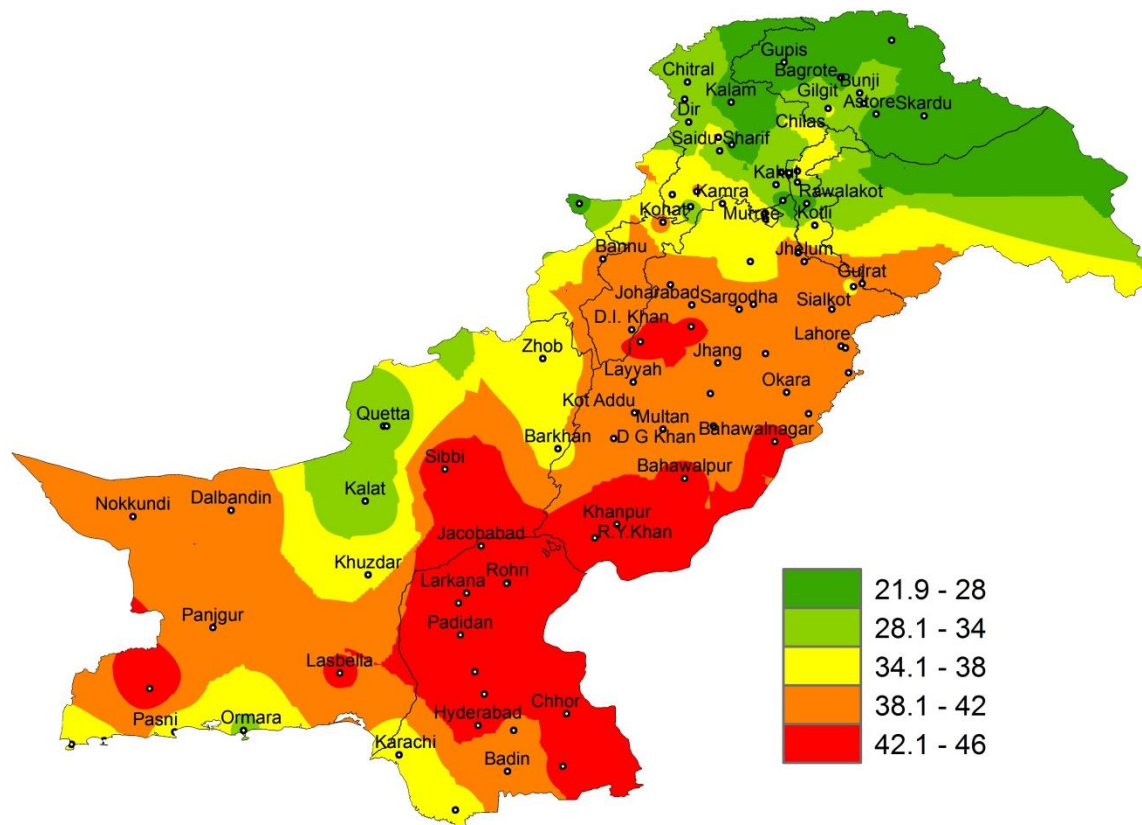 Gupis
Chitral
Bagrote
Bunji
Kalam
Gilgit
Astore
Skardu
Dir
Chilas
Saidu Sharif
Kakul
Kamra
Rawalakot
Kohat
Murree
Kotli
Bannu
Jhelum
Gujrat
Joharabad
Sargodha
Sialkot
D.I. Khan
Lahore
Zhob
Jhang
Layyah
Okara
Kot Addu
Quetta
Multan
Bahawalnagar
D G Khan
Barkhan
Sibbi
Bahawalpur
Kalat
Nokkundi
Dalbandin
Khanpur
R.Y.Khan
Jacobabad
Khuzdar
Rohri
Larkana
Panjgur
Padidan
Lasbella
Chhor
Pasni
Ormara
Hyderabad
Karachi
Badin
21.9 - 28
28.1 - 34
34.1 - 38
38.1 - 42
42.1 - 46